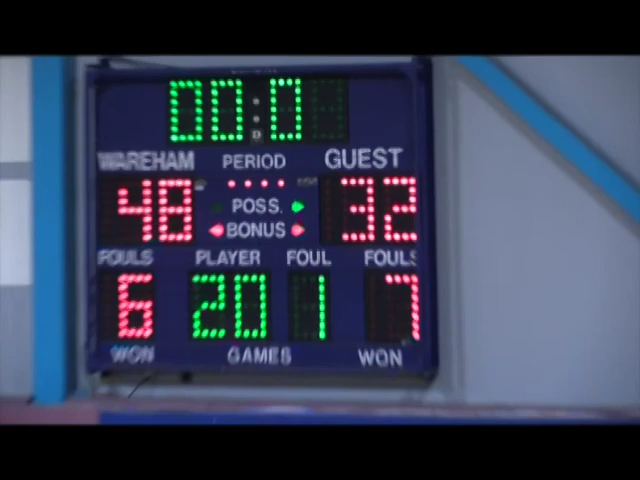 00:0
WAREHAM PERIOD GUEST
48 POSS. 32
BONUS
FOULS PLAYER FOUL FOULS
6 20 1 7
WON GAMES WON